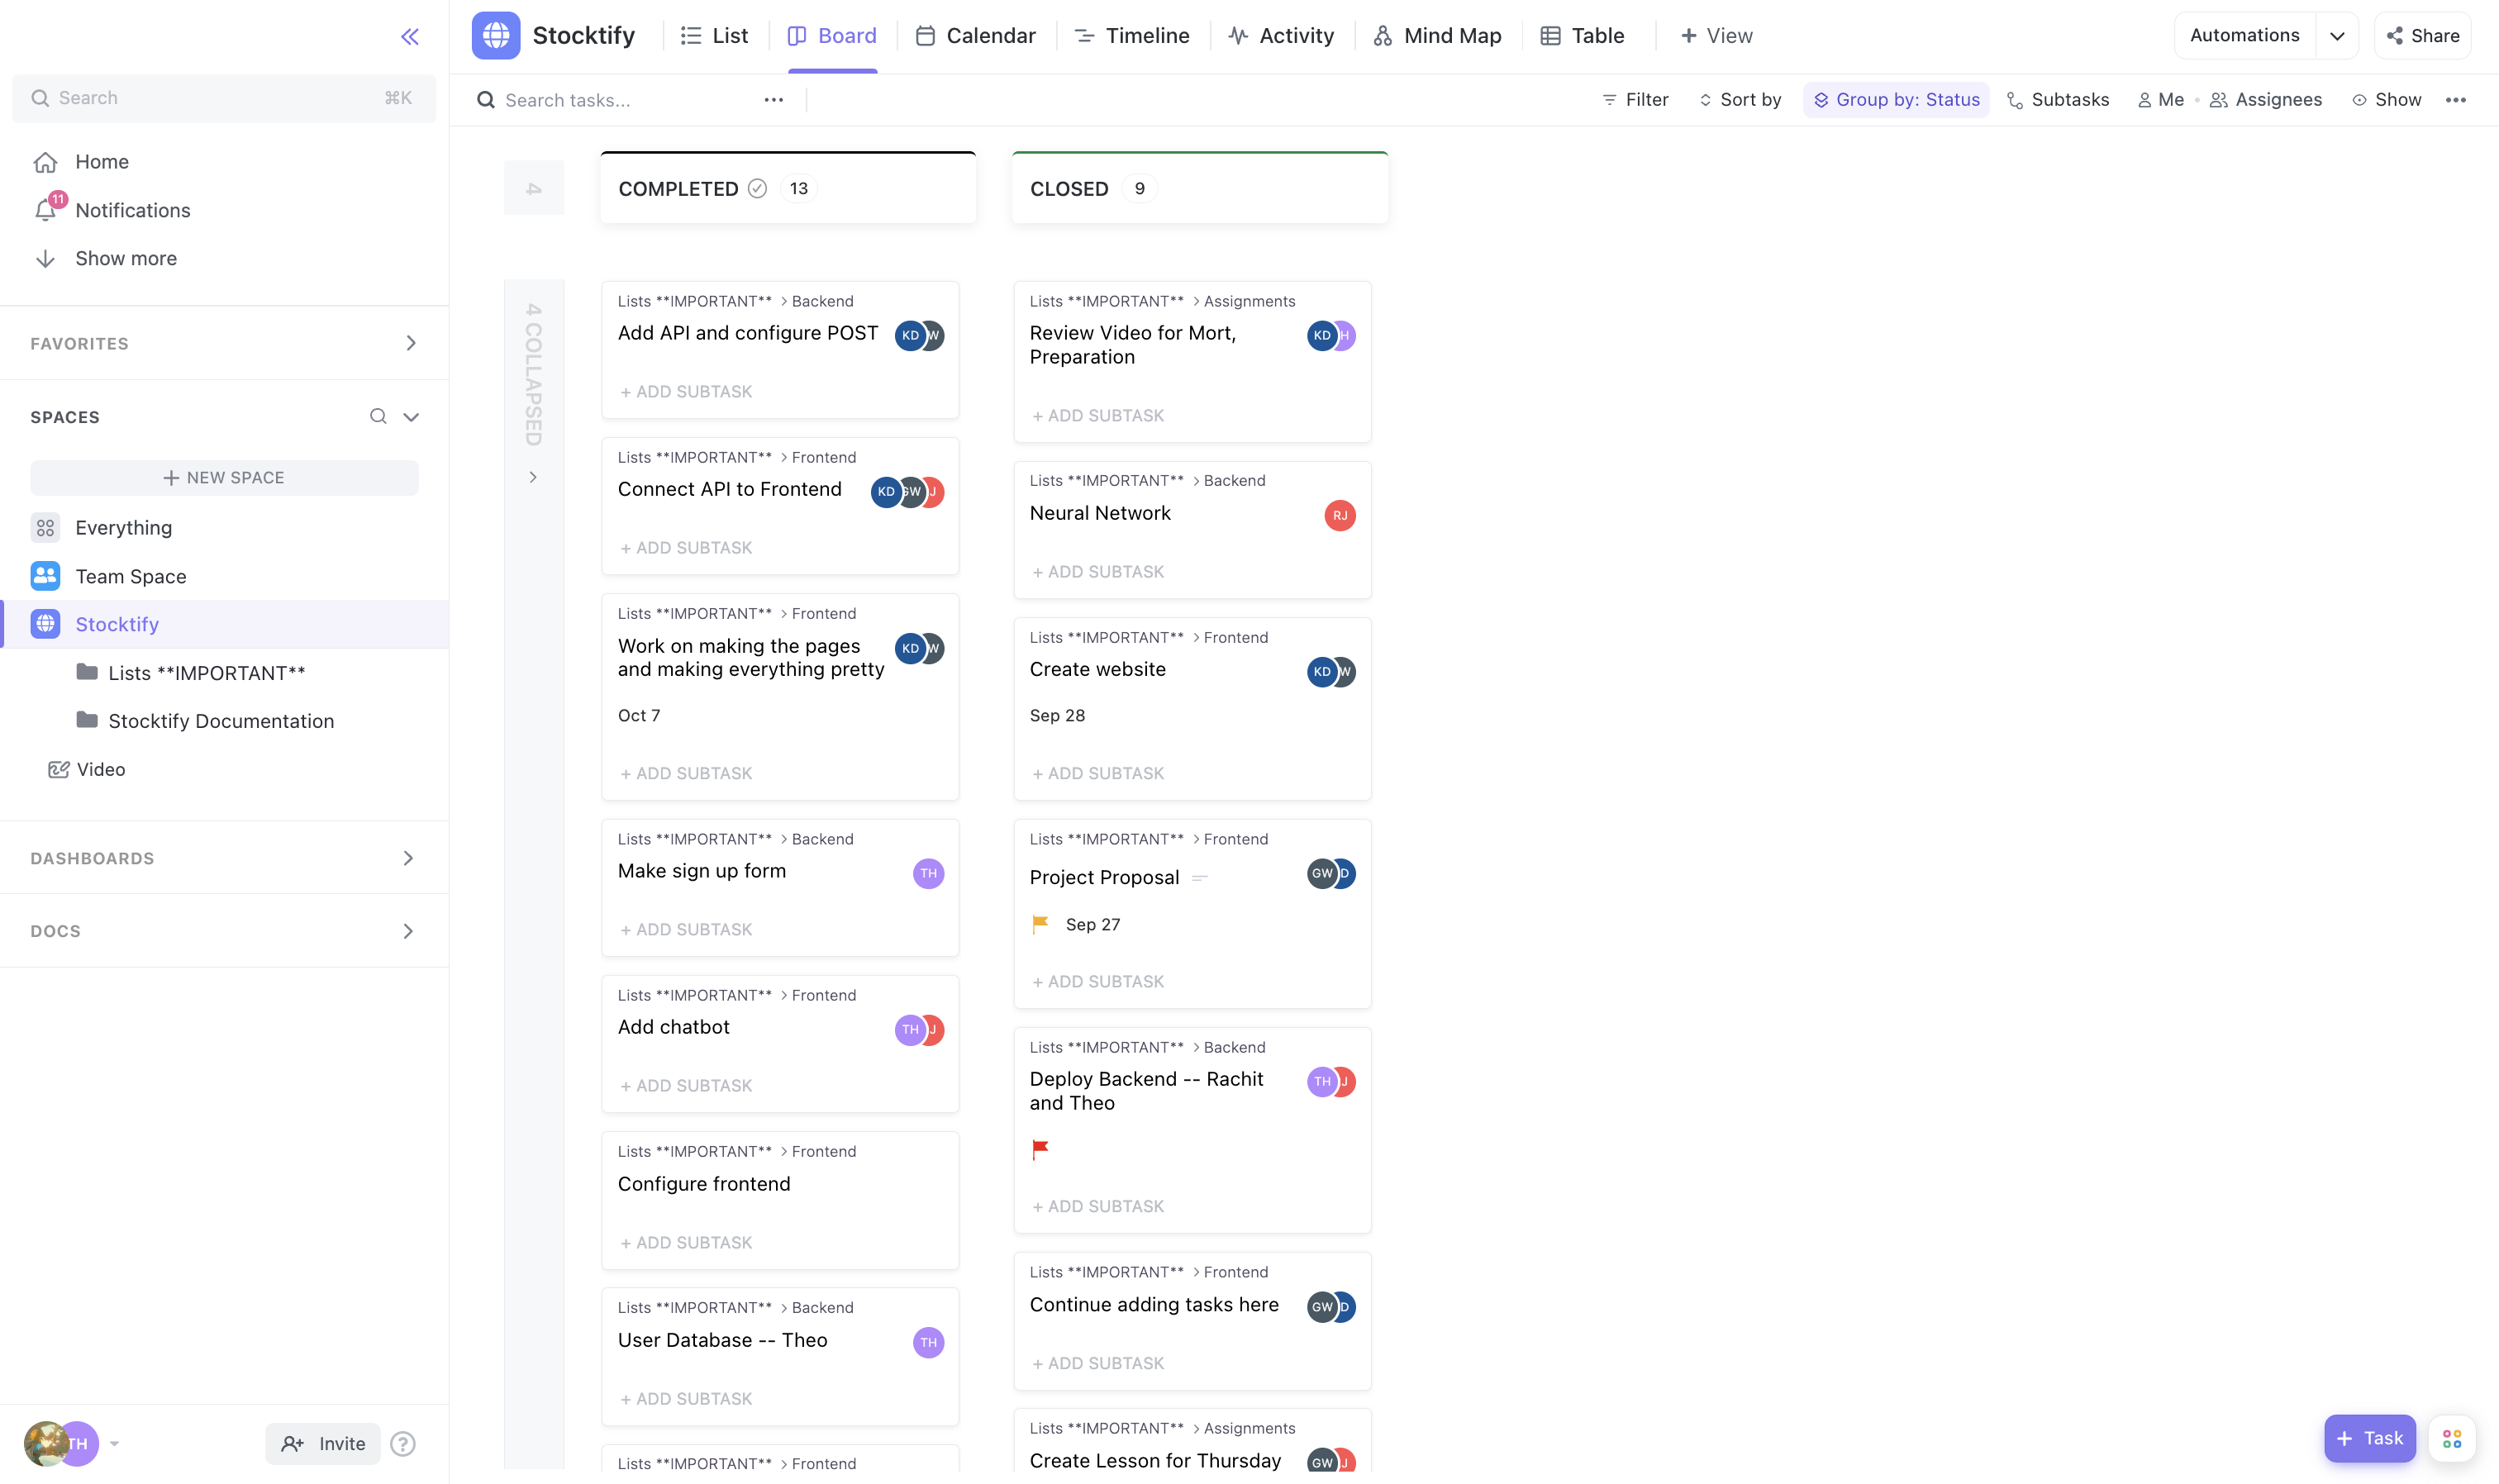 Search ⌘K
Home
11
Notifications
Show more
FAVORITES
SPACES
+ NEW SPACE
Everything
Team Space
Stocktify
Lists **IMPORTANT**
Stocktify Documentation
Video
DASHBOARDS
DOCS
TH
Invite
?
Stocktify
List
Board
Calendar
Timeline
Activity
Mind Map
Table
+ View
Automations
Share
Search tasks...
Filter
Sort by
Group by: Status
Subtasks
Me
Assignees
Show
4
4 COLLAPSED
COMPLETED 13
Lists **IMPORTANT** > Backend
Add API and configure POST
KD W
+ ADD SUBTASK
Lists **IMPORTANT** > Frontend
Connect API to Frontend
KD GW J
+ ADD SUBTASK
Lists **IMPORTANT** > Frontend
Work on making the pages
and making everything pretty
KD W
Oct 7
+ ADD SUBTASK
Lists **IMPORTANT** > Backend
Make sign up form
TH
+ ADD SUBTASK
Lists **IMPORTANT** > Frontend
Add chatbot
TH J
+ ADD SUBTASK
Lists **IMPORTANT** > Frontend
Configure frontend
+ ADD SUBTASK
Lists **IMPORTANT** > Backend
User Database -- Theo
TH
+ ADD SUBTASK
Lists **IMPORTANT** > Frontend
CLOSED 9
Lists **IMPORTANT** > Assignments
Review Video for Mort,
Preparation
KD H
+ ADD SUBTASK
Lists **IMPORTANT** > Backend
Neural Network
RJ
+ ADD SUBTASK
Lists **IMPORTANT** > Frontend
Create website
KD W
Sep 28
+ ADD SUBTASK
Lists **IMPORTANT** > Frontend
Project Proposal
GW D
Sep 27
+ ADD SUBTASK
Lists **IMPORTANT** > Backend
Deploy Backend -- Rachit
and Theo
TH J
+ ADD SUBTASK
Lists **IMPORTANT** > Frontend
Continue adding tasks here
GW D
+ ADD SUBTASK
Lists **IMPORTANT** > Assignments
Create Lesson for Thursday
GW J
+ Task